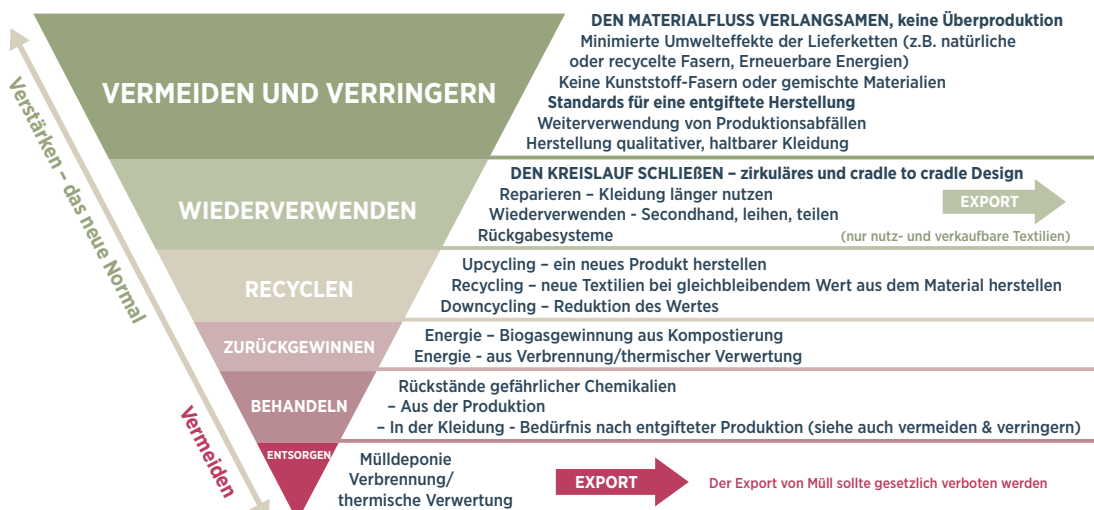 VERMEIDEN UND VERRINGERN
DEN MATERIALFLUSS VERLANGSAMEN, keine Überproduktion
Minimierte Umwelteffekte der Lieferketten (z.B. natürliche
oder recycelte Fasern, Erneuerbare Energien)
Keine Kunststoff-Fasern oder gemischte Materialien
Standards für eine entgiftete Herstellung
Weiterverwendung von Produktionsabfällen
Herstellung qualitativer, haltbarer Kleidung
WIEDERVERWENDEN
DEN KREISLAUF SCHLIEßEN – zirkuläres und cradle to cradle Design
Reparieren – Kleidung länger nutzen
Wiederverwenden - Secondhand, leihen, teilen
Rückgabesysteme
EXPORT
(nur nutz- und verkaufbare Textilien)
RECYCLEN
Upcycling – ein neues Produkt herstellen
Recycling – neue Textilien bei gleichbleibendem Wert aus dem Material herstellen
Downcycling – Reduktion des Wertes
ZURÜCKGEWINNEN
Energie – Biogasgewinnung aus Kompostierung
Energie - aus Verbrennung/thermischer Verwertung
BEHANDELN
Rückstände gefährlicher Chemikalien
– Aus der Produktion
– In der Kleidung - Bedürfnis nach entgifteter Produktion (siehe auch vermeiden & verringern)
ENTSORGEN
Mülldeponie
Verbrennung/
thermische Verwertung
EXPORT
Der Export von Müll sollte gesetzlich verboten werden
Verstärken – das neue Normal
Vermeiden